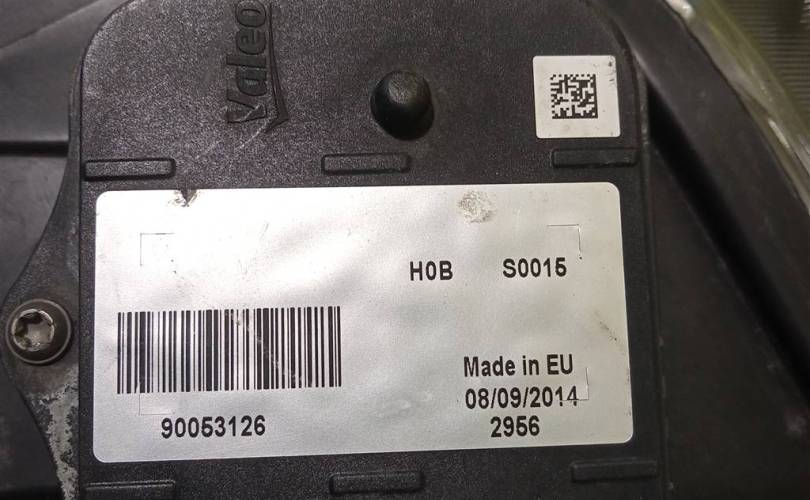 Valeo
H0B S0015
Made in EU
08/09/2014
90053126 2956